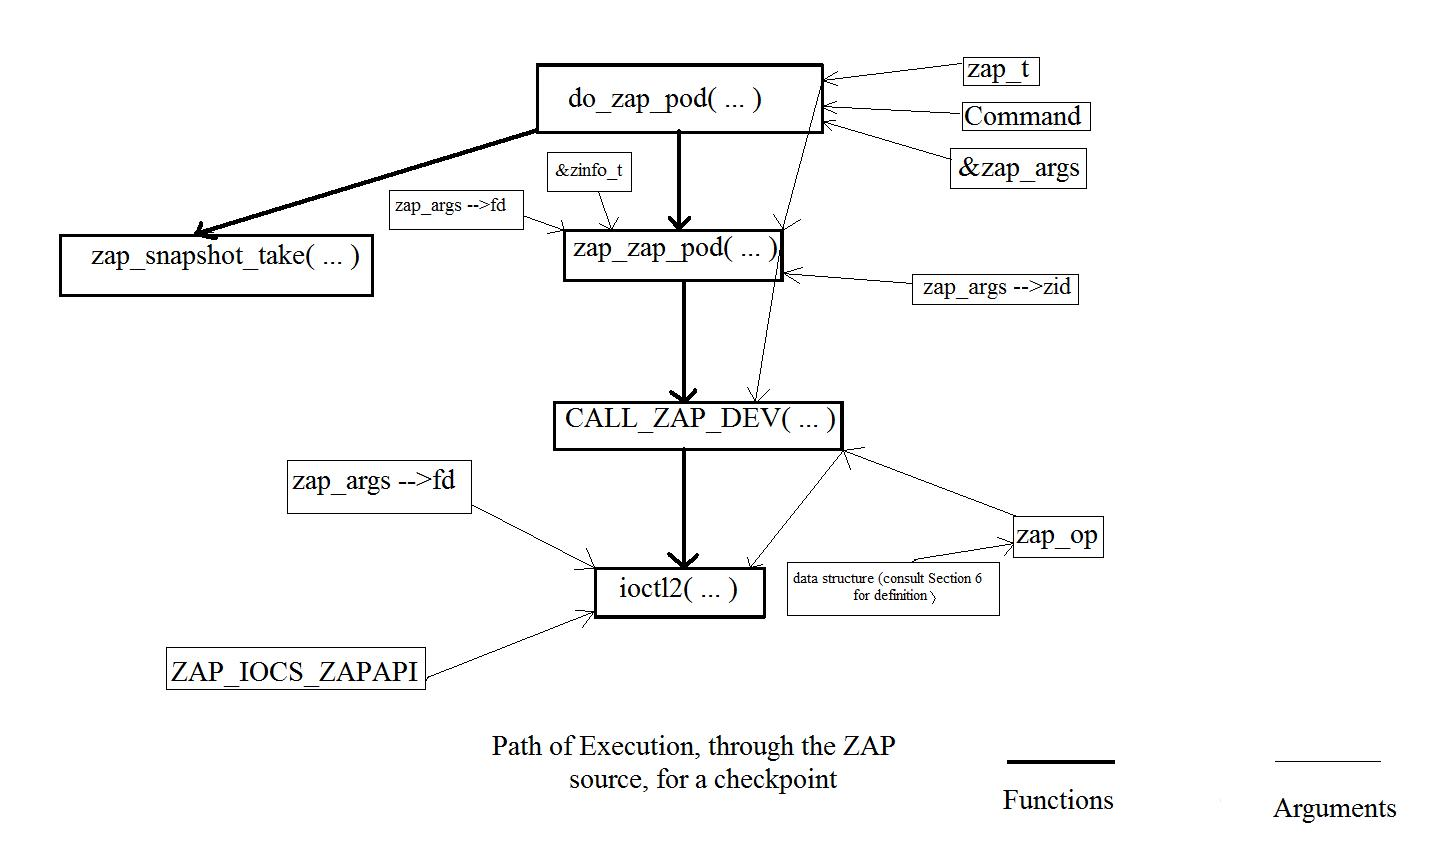 zap_t
do_zap_pod( ... )
Command
&zap_args
&zinfo_t
zap_args -->fd
zap_snapshot_take( ... )
zap_zap_pod( ... )
zap_args -->zid
CALL_ZAP_DEV( ... )
zap_args -->fd
zap_op
data structure (consult Section 6
for definition )
ioctl2( ... )
ZAP_IOCS_ZAPAPI
Path of Execution, through the ZAP
source, for a checkpoint
Functions
Arguments